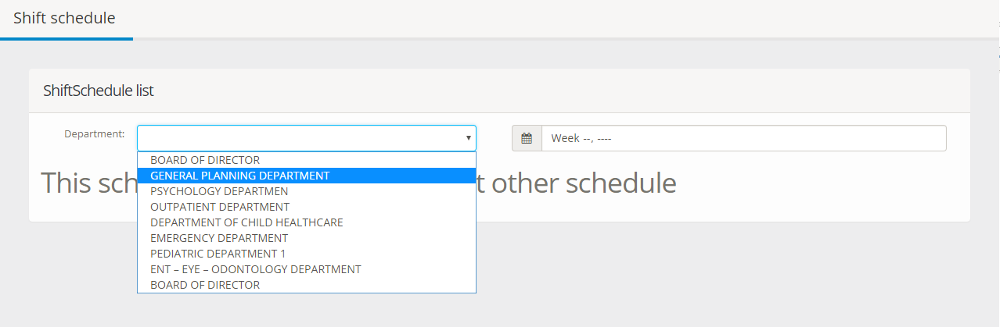 Shift schedule
ShiftSchedule list
Department:
Week --, ----
BOARD OF DIRECTOR
GENERAL PLANNING DEPARTMENT
This sch t other schedule
PSYCHOLOGY DEPARTMEN
OUTPATIENT DEPARTMENT
DEPARTMENT OF CHILD HEALTHCARE
EMERGENCY DEPARTMENT
PEDIATRIC DEPARTMENT 1
ENT – EYE – ODONTOLOGY DEPARTMENT
BOARD OF DIRECTOR